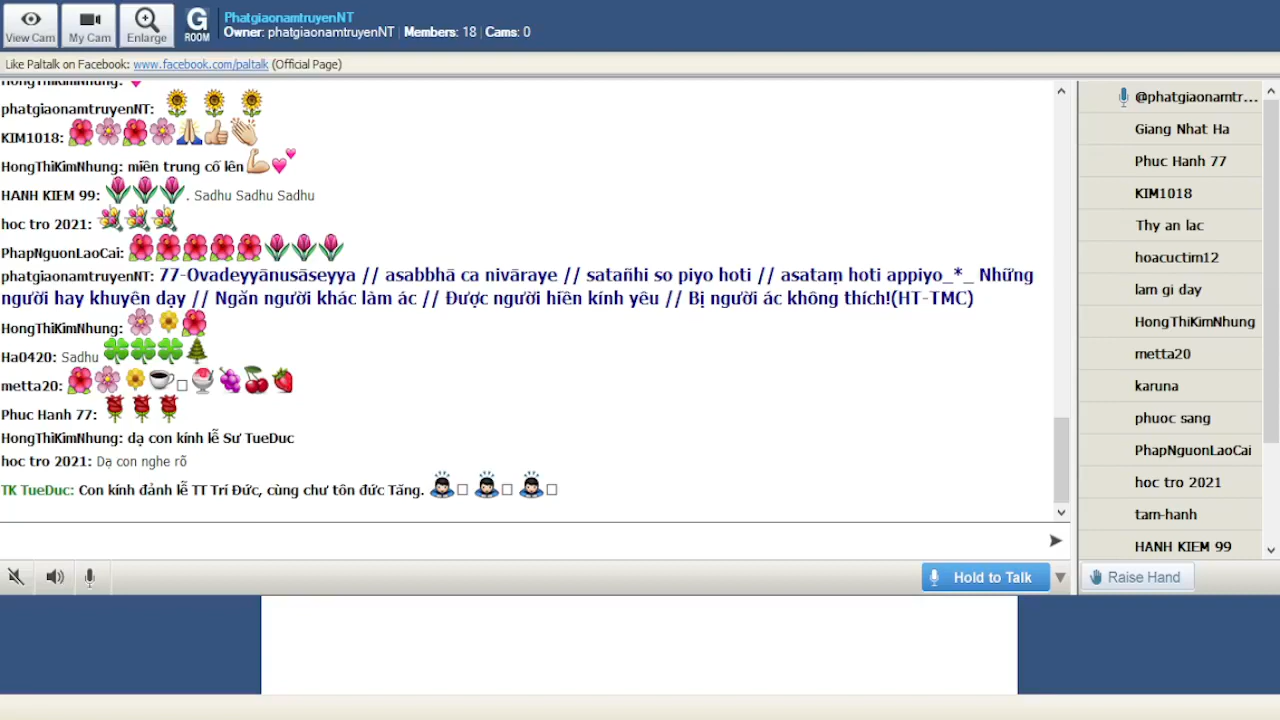 View Cam
My Cam
Enlarge
G
ROOM
PhatgiaonamtruyenNT
Owner: phatgiaonamtruyenNT | Members: 18 | Cams: 0
Like Paltalk on Facebook: www.facebook.com/paltalk (Official Page)
HongThiKimNhung:
phatgiaonamtruyenNT:
KIM1018:
HongThiKimNhung: miền trung cố lên
HANH KIEM 99: . Sadhu Sadhu Sadhu
hoc tro 2021:
PhapNguonLaoCai:
phatgiaonamtruyenNT: 77-Ovadeyyānusāseyya // asabbhā ca nivāraye // satañhi so piyo hoti // asataṃ hoti appiyo_*_ Những
người hay khuyên dạy // Ngăn người khác làm ác // Được người hiền kính yêu // Bị người ác không thích!(HT-TMC)
HongThiKimNhung:
Ha0420: Sadhu
metta20:
Phuc Hanh 77:
HongThiKimNhung: dạ con kính lễ Sư TueDuc
hoc tro 2021: Dạ con nghe rõ
TK TueDuc: Con kính đảnh lễ TT Trí Đức, cùng chư tôn đức Tăng.
@phatgiaonamtr...
Giang Nhat Ha
Phuc Hanh 77
KIM1018
Thy an lac
hoacuctim12
lam gi day
HongThiKimNhung
metta20
karuna
phuoc sang
PhapNguonLaoCai
hoc tro 2021
tam-hanh
HANH KIEM 99
Hold to Talk
Raise Hand